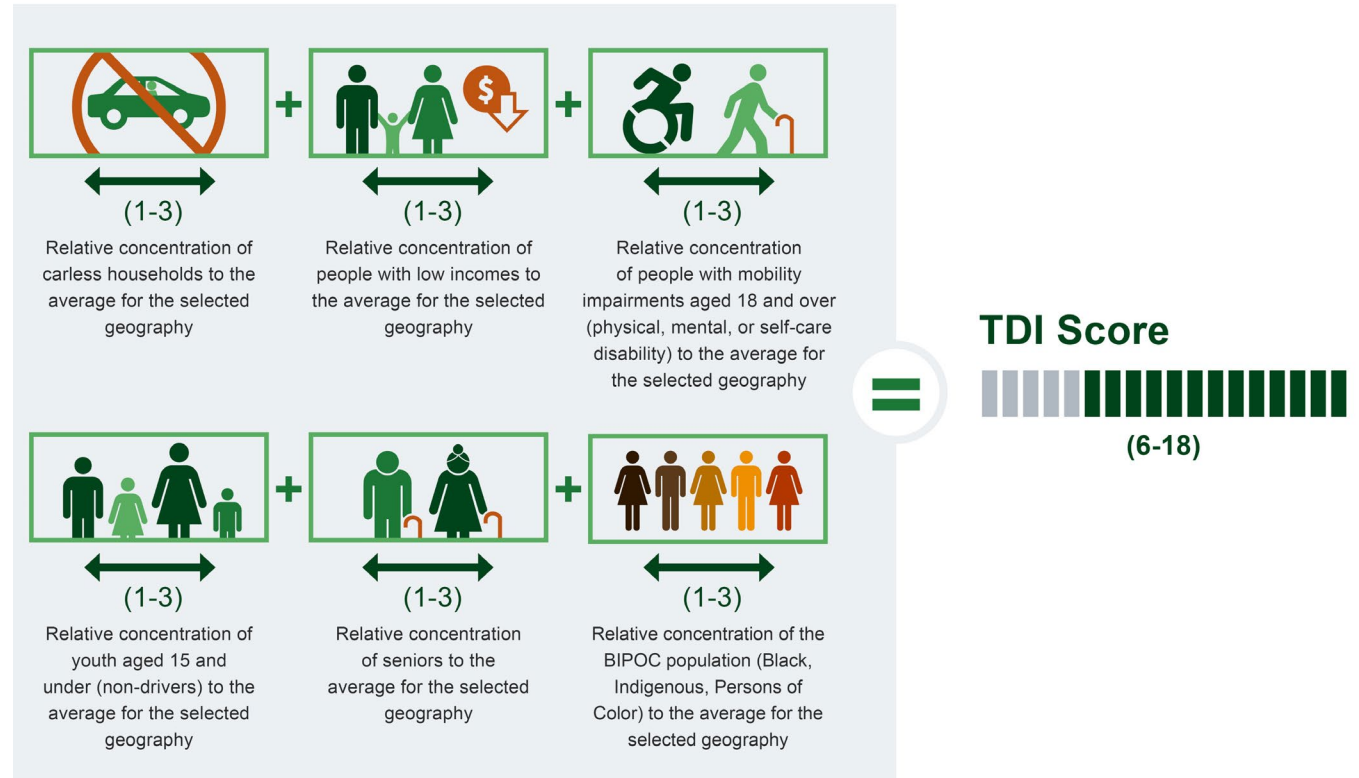 $
(1-3)
Relative concentration of
carless households to the
average for the selected
geography
+
(1-3)
Relative concentration of
people with low incomes to
the average for the selected
geography
+
(1-3)
Relative concentration
of people with mobility
impairments aged 18 and over
(physical, mental, or self-care
disability) to the average for
the selected geography
(1-3)
Relative concentration of
youth aged 15 and
under (non-drivers) to the
average for the selected
geography
+
(1-3)
Relative concentration
of seniors to the
average for the selected
geography
+
(1-3)
Relative concentration of the
BIPOC population (Black,
Indigenous, Persons of
Color) to the average for the
selected geography
=
TDI Score
(6-18)